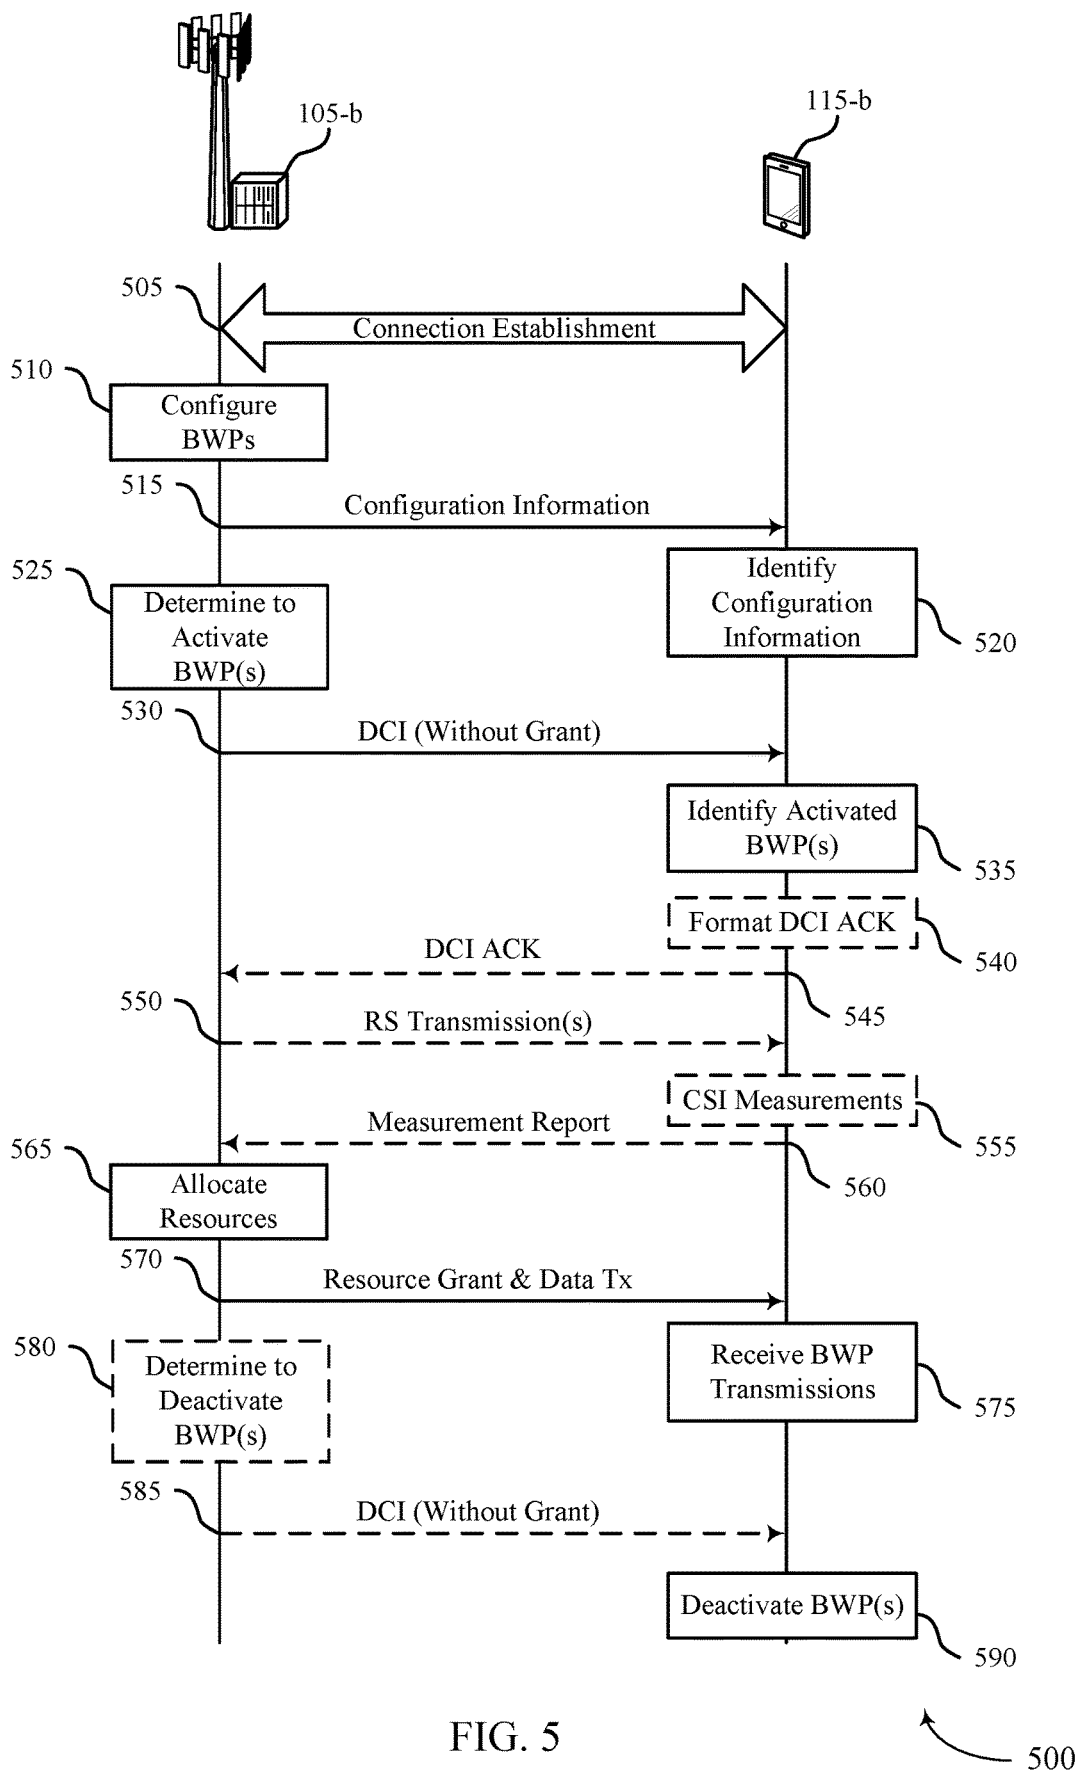 105-b
115-b
505
Connection Establishment
510
Configure
BWPs
515
Configuration Information
525
Determine to
Activate
BWP(s)
Identify
Configuration
Information
520
530
DCI (Without Grant)
Identify Activated
BWP(s)
535
Format DCI ACK
540
DCI ACK
545
550
RS Transmission(s)
CSI Measurements
555
Measurement Report
560
565
Allocate
Resources
570
Resource Grant & Data Tx
580
Determine to
Deactivate
BWP(s)
Receive BWP
Transmissions
575
585
DCI (Without Grant)
Deactivate BWP(s)
590
FIG. 5
500